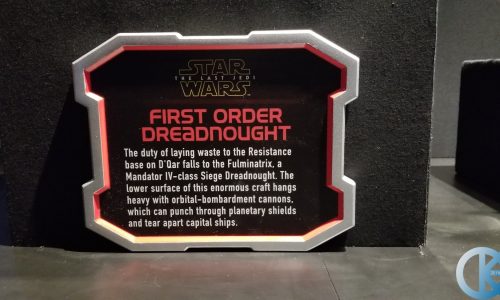 STAR
THE LAST JEDI
WARS
FIRST ORDER
DREADNOUGHT
The duty of laying waste to the Resistance
base on D'Qar falls to the Fulminatrix, a
Mandator IV-class Siege Dreadnought. The
lower surface of this enormous craft hangs
heavy with orbital-bombardment cannons,
which can punch through planetary shields
and tear apart capital ships.